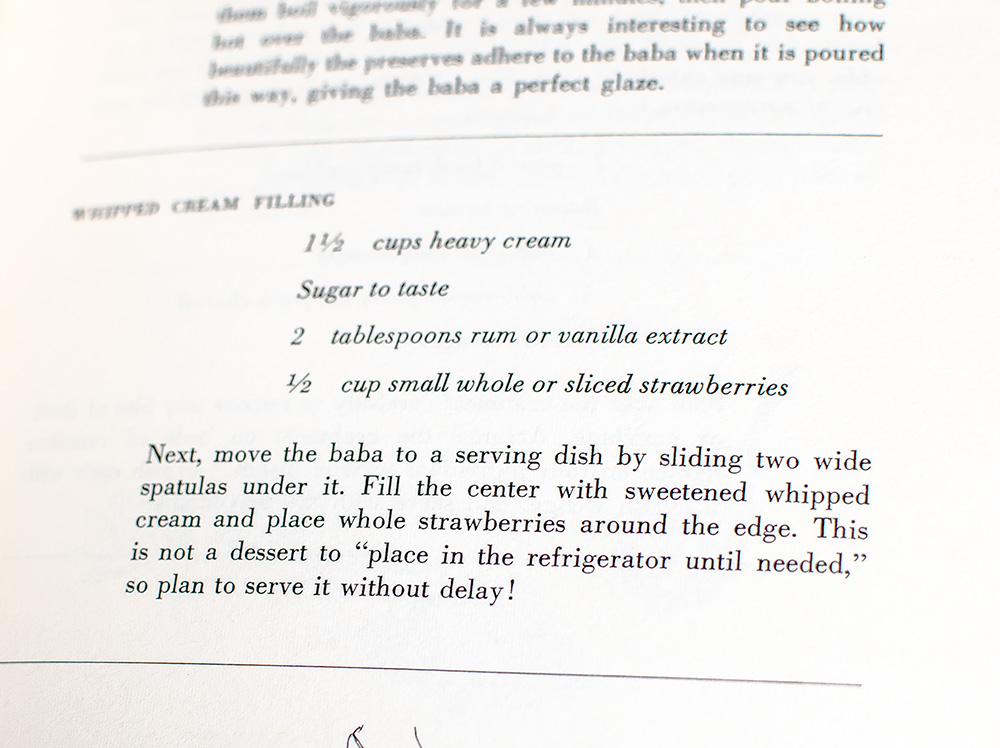 them boil vigorously for a few minutes, then pour boiling
hot over the baba. It is always interesting to see how
beautifully the preserves adhere to the baba when it is poured
this way, giving the baba a perfect glaze.
WHIPPED CREAM FILLING
1½ cups heavy cream
Sugar to taste
2 tablespoons rum or vanilla extract
½ cup small whole or sliced strawberries
Next, move the baba to a serving dish by sliding two wide
spatulas under it. Fill the center with sweetened whipped
cream and place whole strawberries around the edge. This
is not a dessert to “place in the refrigerator until needed,”
so plan to serve it without delay!